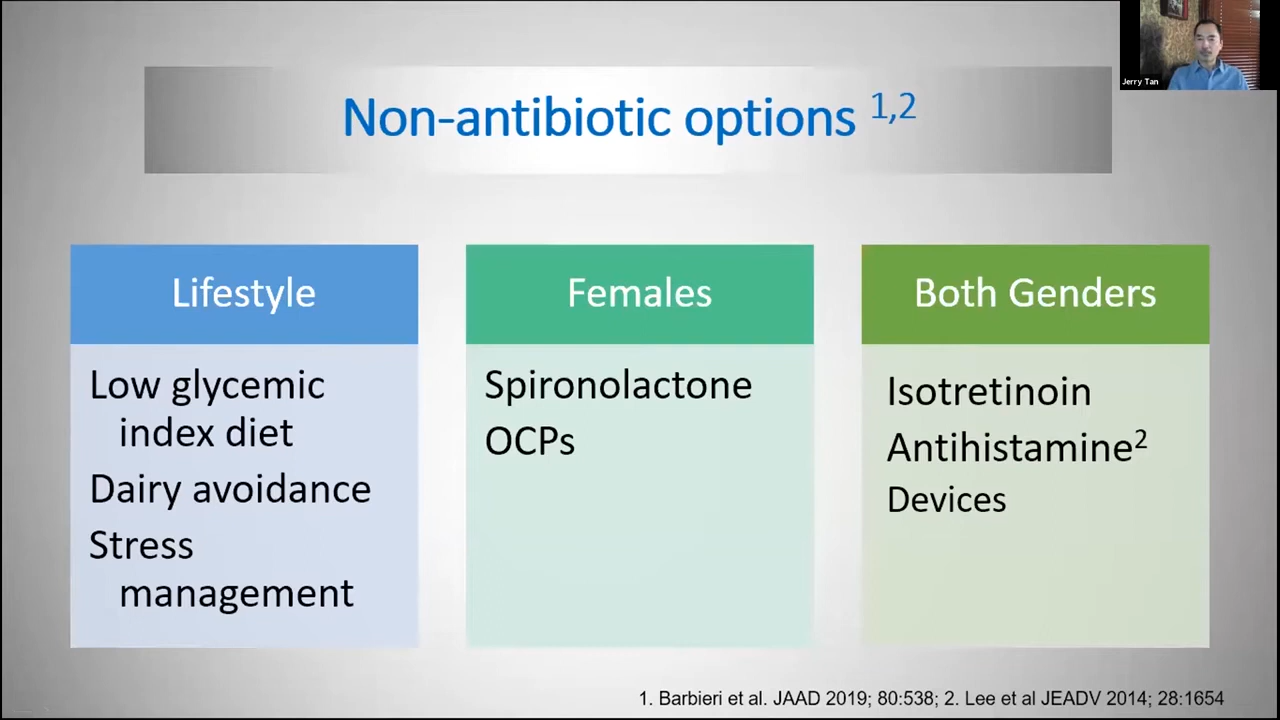 Jerry Tan
Non-antibiotic options 1,2
Lifestyle
Low glycemic
index diet
Dairy avoidance
Stress
management
Females
Spironolactone
OCPs
Both Genders
Isotretinoin
Antihistamine2
Devices
1. Barbieri et al. JAAD 2019; 80:538; 2. Lee et al JEADV 2014; 28:1654